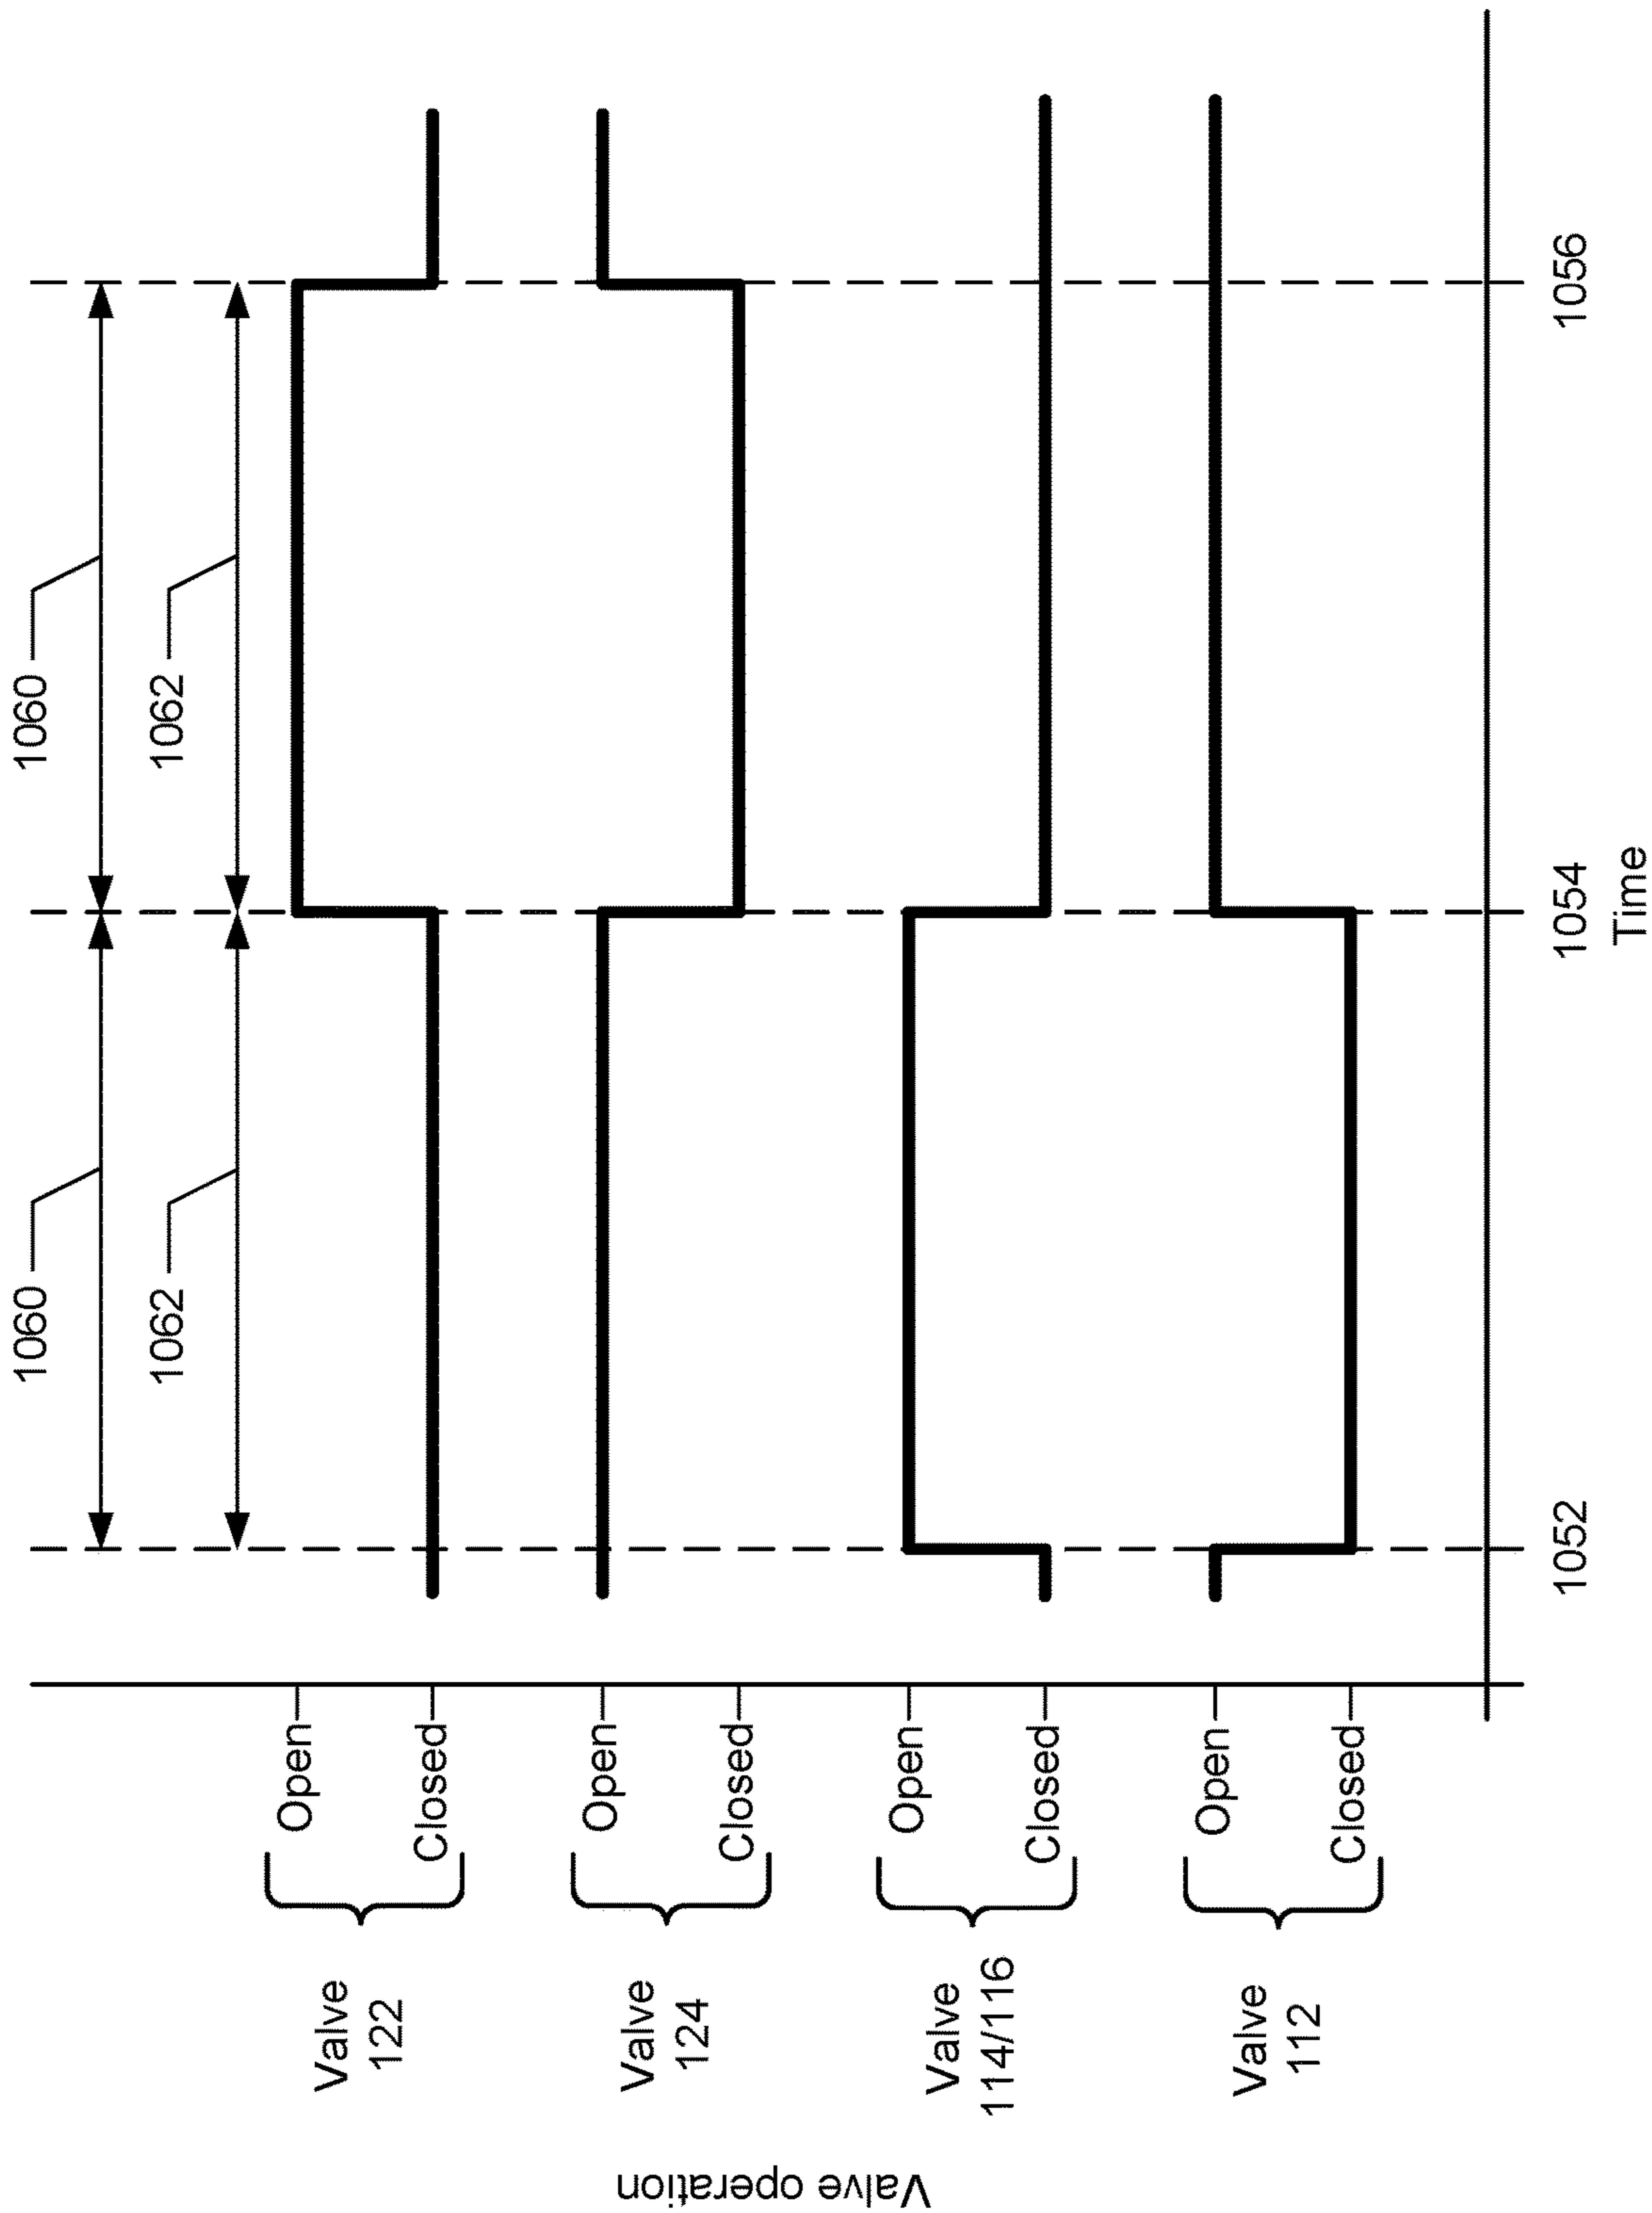 1060
1060
1062
1062
Valve
122
Open
Closed
Valve
124
Open
Closed
Valve
114/116
Open
Closed
Valve
112
Open
Closed
Valve operation
1052
1054
1056
Time